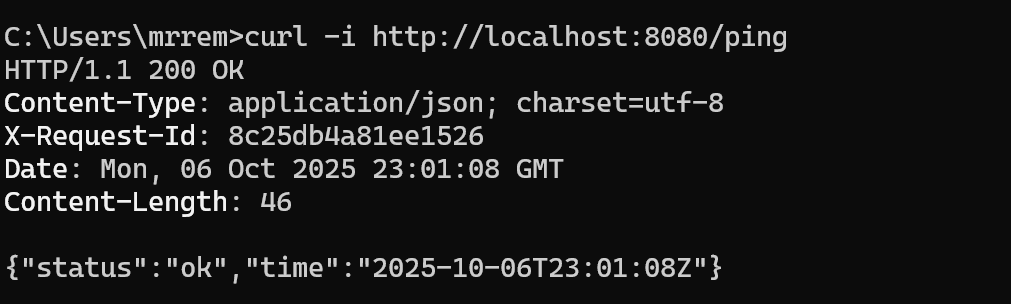 C:\Users\mrrem>curl -i http://localhost:8080/ping
HTTP/1.1 200 OK
Content-Type: application/json; charset=utf-8
X-Request-Id: 8c25db4a81ee1526
Date: Mon, 06 Oct 2025 23:01:08 GMT
Content-Length: 46

{"status":"ok","time":"2025-10-06T23:01:08Z"}